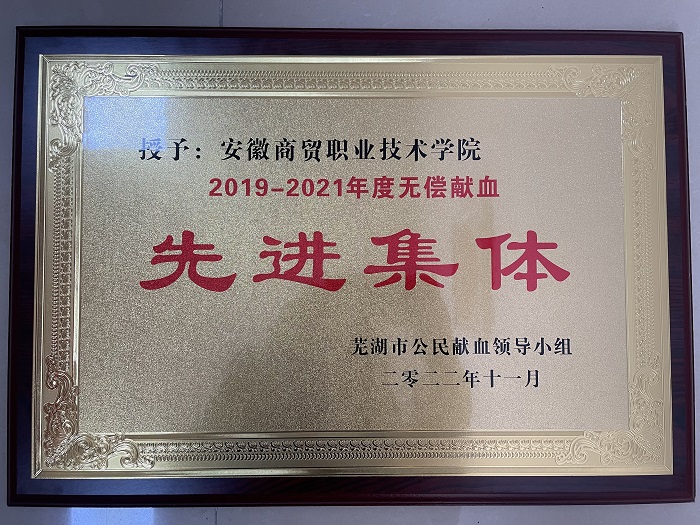 授予：安徽商贸职业技术学院
2019-2021年度无偿献血
先进集体
芜湖市公民献血领导小组
二零二二年十一月